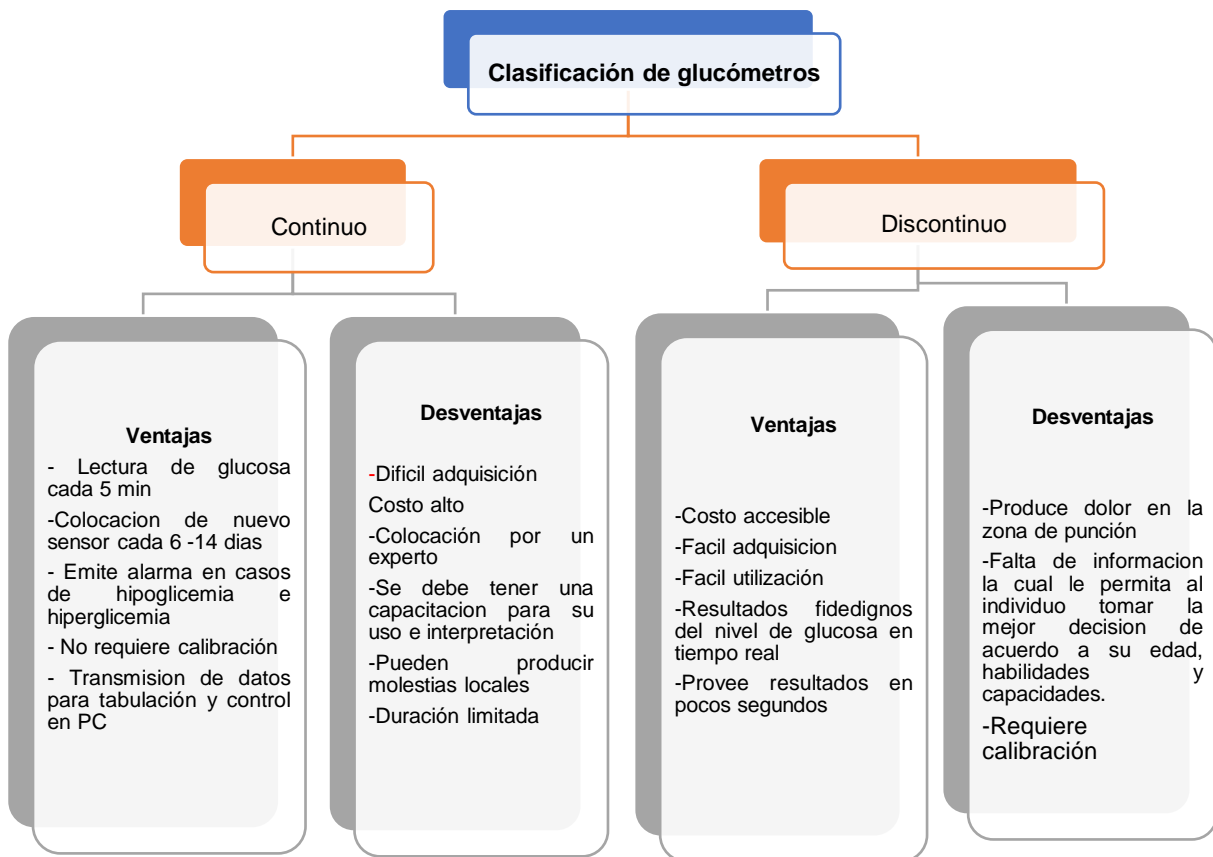 Clasificación de glucómetros
Continuo
Discontinuo
Ventajas
- Lectura de glucosa
cada 5 min
-Colocacion de nuevo
sensor cada 6 -14 dias
- Emite alarma en casos
de hipoglicemia e
hiperglicemia
- No requiere calibración
- Transmision de datos
para tabulación y control
en PC
Desventajas
-Dificil adquisición
Costo alto
-Colocación por un
experto
-Se debe tener una
capacitacion para su
uso e interpretación
-Pueden producir
molestias locales
-Duración limitada
Ventajas
-Costo accesible
-Facil adquisicion
-Facil utilización
-Resultados fidedignos
del nivel de glucosa en
tiempo real
-Provee resultados en
pocos segundos
Desventajas
-Produce dolor en la
zona de punción
-Falta de informacion
la cual le permita al
individuo tomar la
mejor decision de
acuerdo a su edad,
habilidades y
capacidades.
-Requiere
calibración